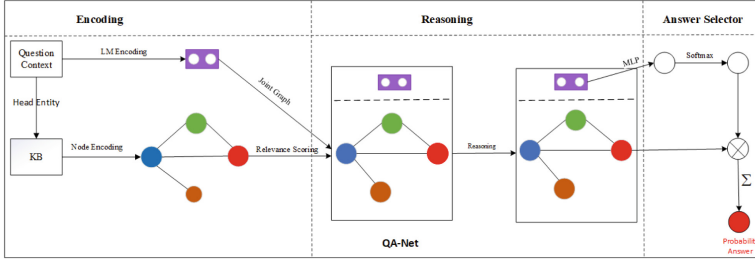 Encoding
Reasoning
Answer Selector
Question
Context
LM Encoding
Joint Graph
MLP
Softmax
Head Entity
KB
Node Encoding
Relevance Scoring
Reasoning
Σ
QA-Net
Probability
Answer